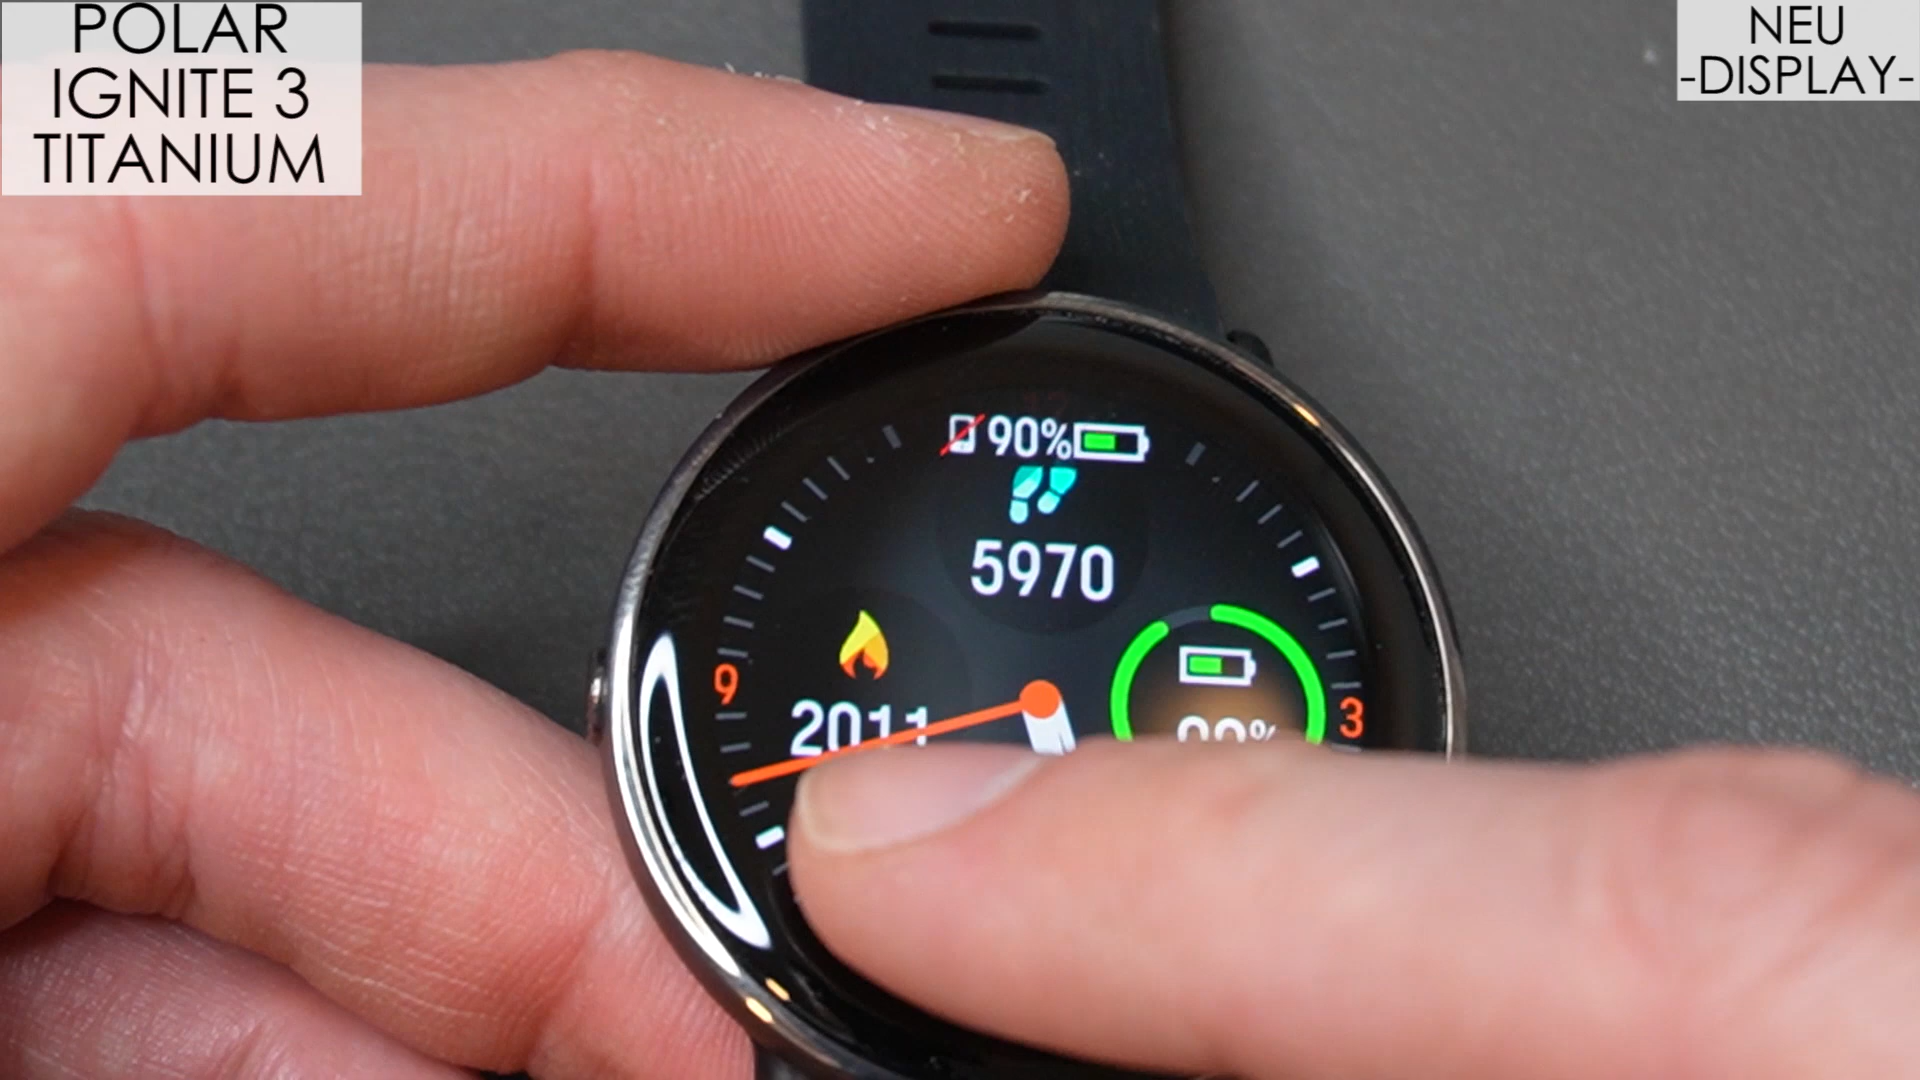 POLAR
IGNITE 3
TITANIUM
NEU
-DISPLAY-
90%
5970
9
2011
3